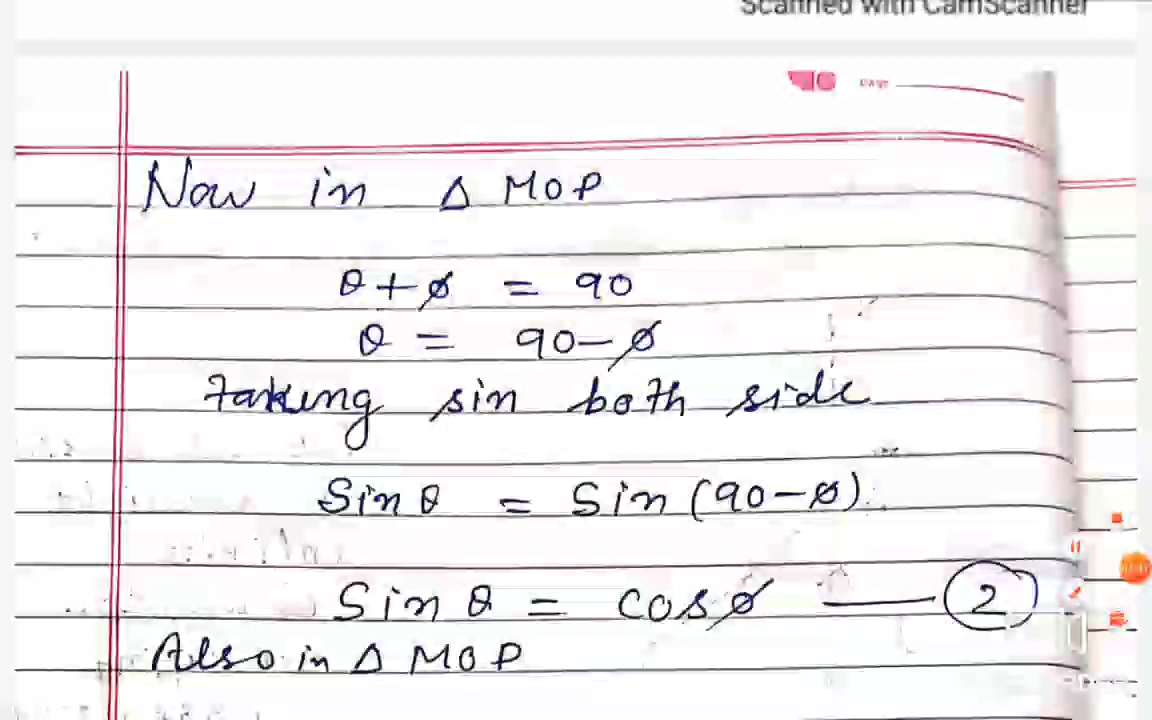 Scanned with CamScanner
Now in Δ MOP
θ + ø = 90
θ = 90 - ø
taking sin both side
Sin θ = Sin (90 - ø)
Sin θ = cos ø — 2
Also in Δ MOP